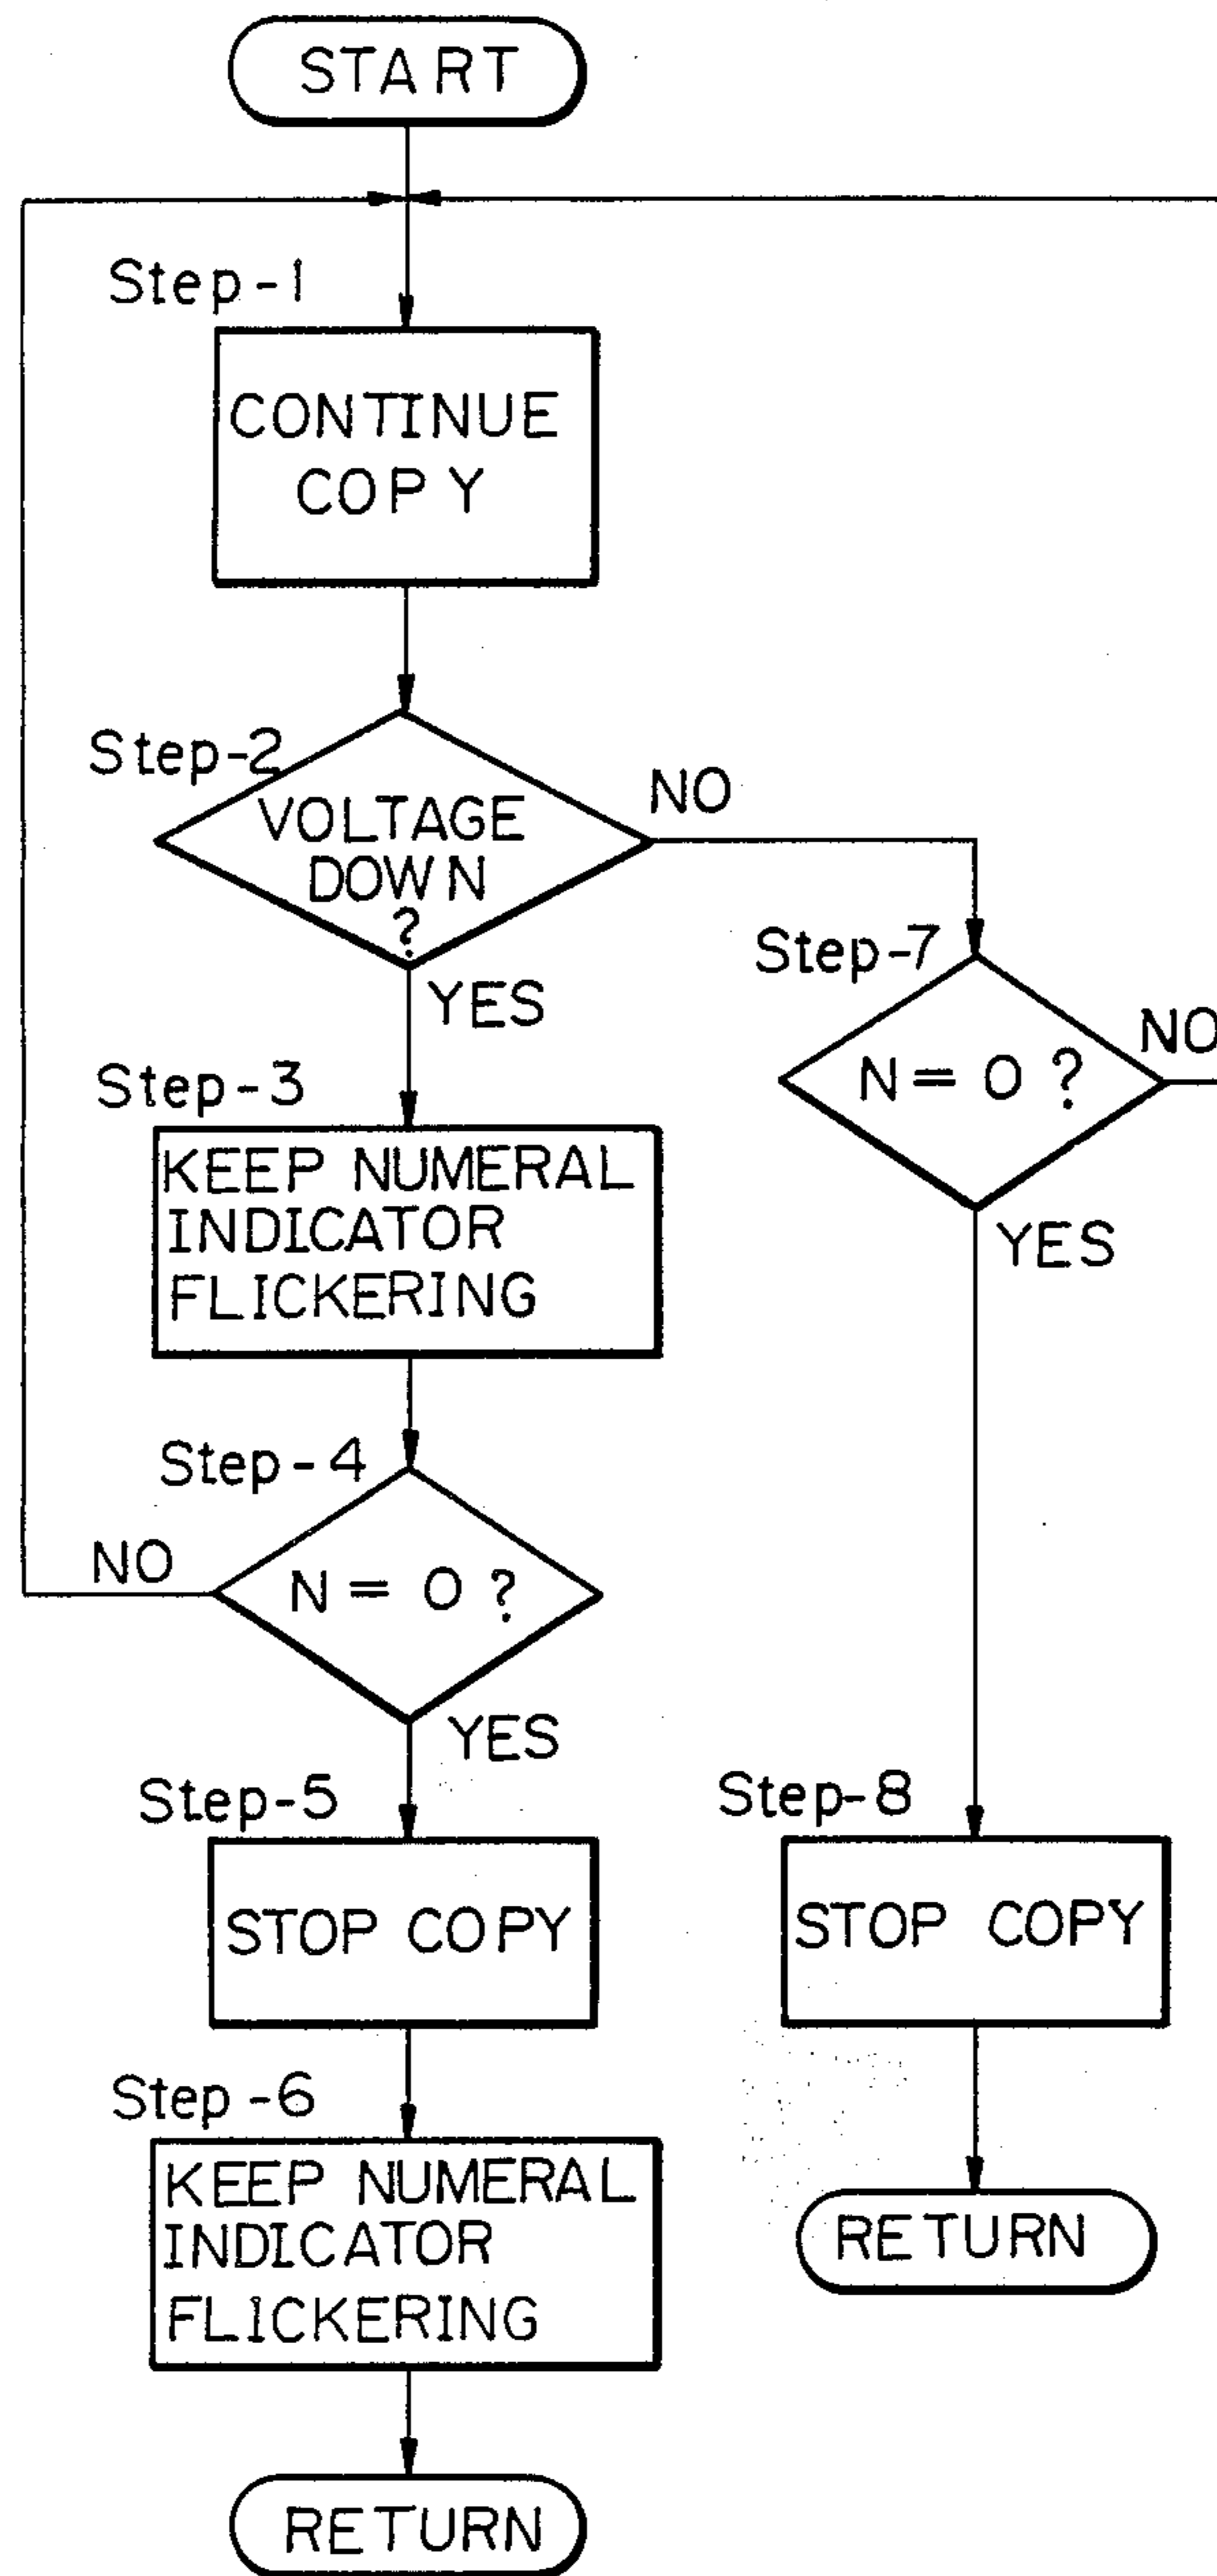 START
Step-1
CONTINUE
COPY
Step-2
VOLTAGE
DOWN
?
NO
YES
Step-3
KEEP NUMERAL
INDICATOR
FLICKERING
Step-4
N = 0 ?
NO
YES
Step-5
STOP COPY
Step-6
KEEP NUMERAL
INDICATOR
FLICKERING
RETURN
Step-7
N = 0 ?
NO
YES
Step-8
STOP COPY
RETURN